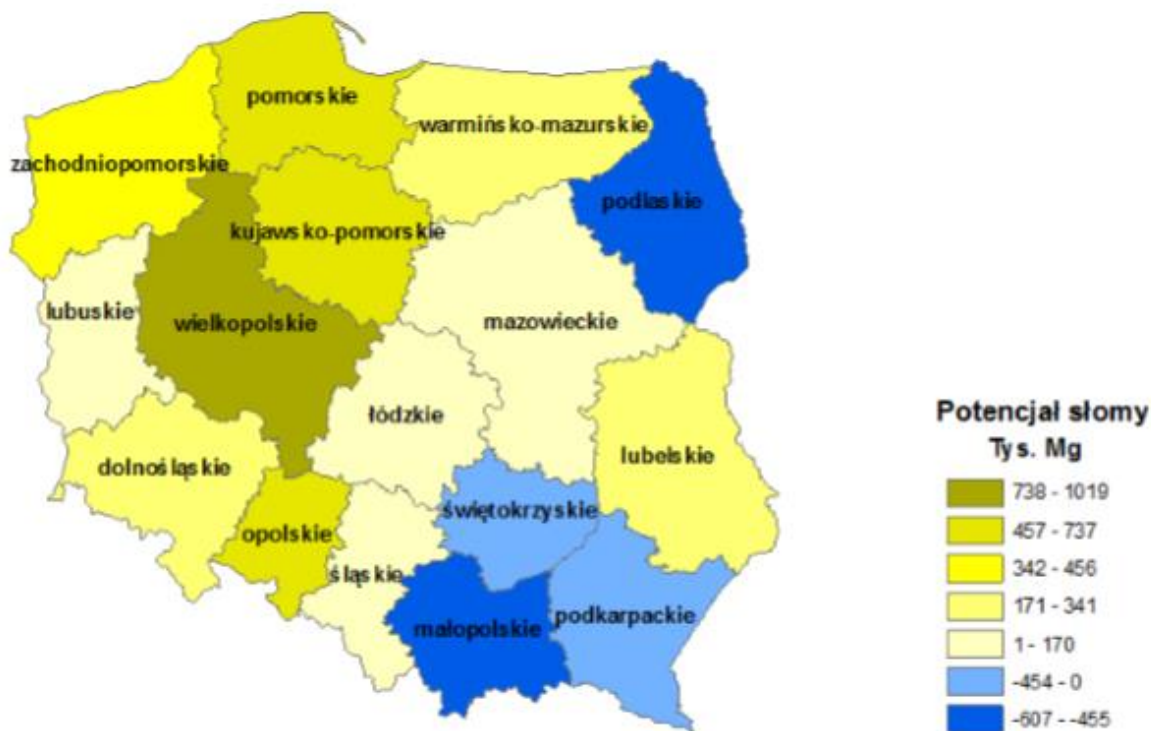 pomorskie
warmińsko-mazurskie
zachodniopomorskie
podlaskie
kujawsko-pomorskie
lubuskie
wielkopolskie
mazowieckie
łódzkie
lubelskie
dolnośląskie
świętokrzyskie
opolskie
śląskie
podkarpackie
małopolskie
Potencjał słomy
Tys. Mg
738 - 1019
457 - 737
342 - 456
171 - 341
1 - 170
-454 - 0
-607 - -455